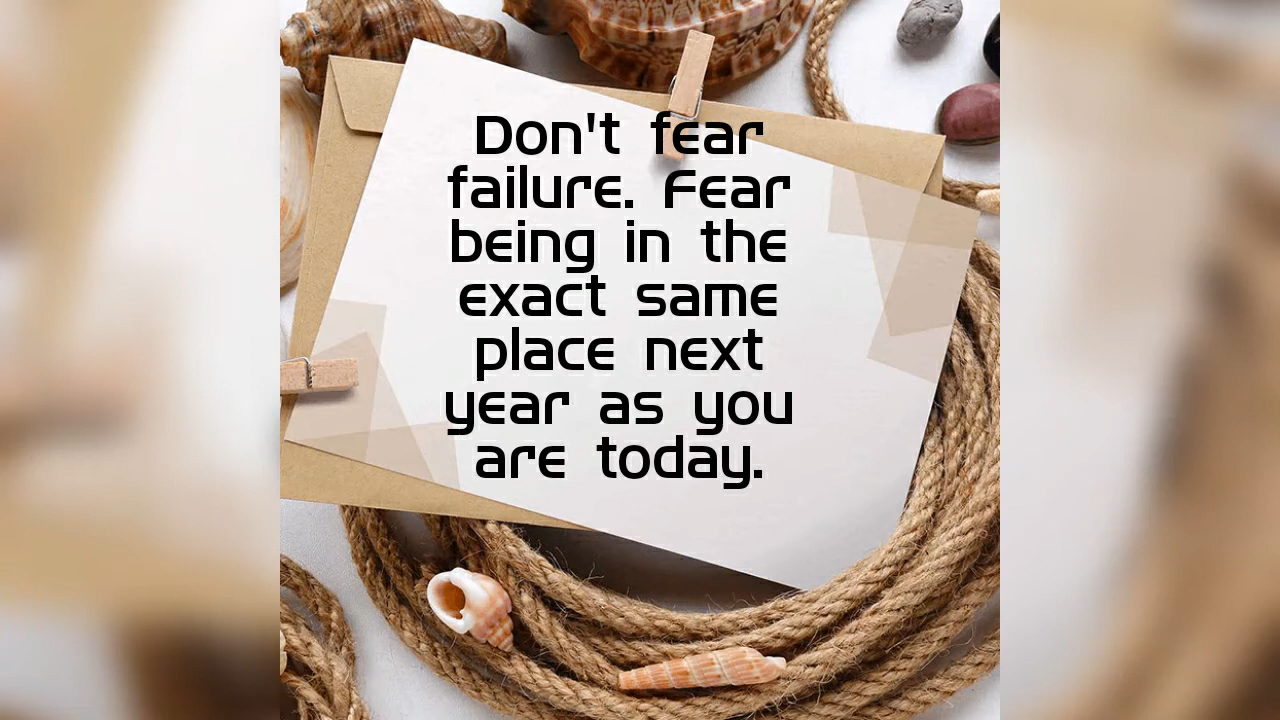 Don't fear
failure. Fear
being in the
exact same
place next
year as you
are today.